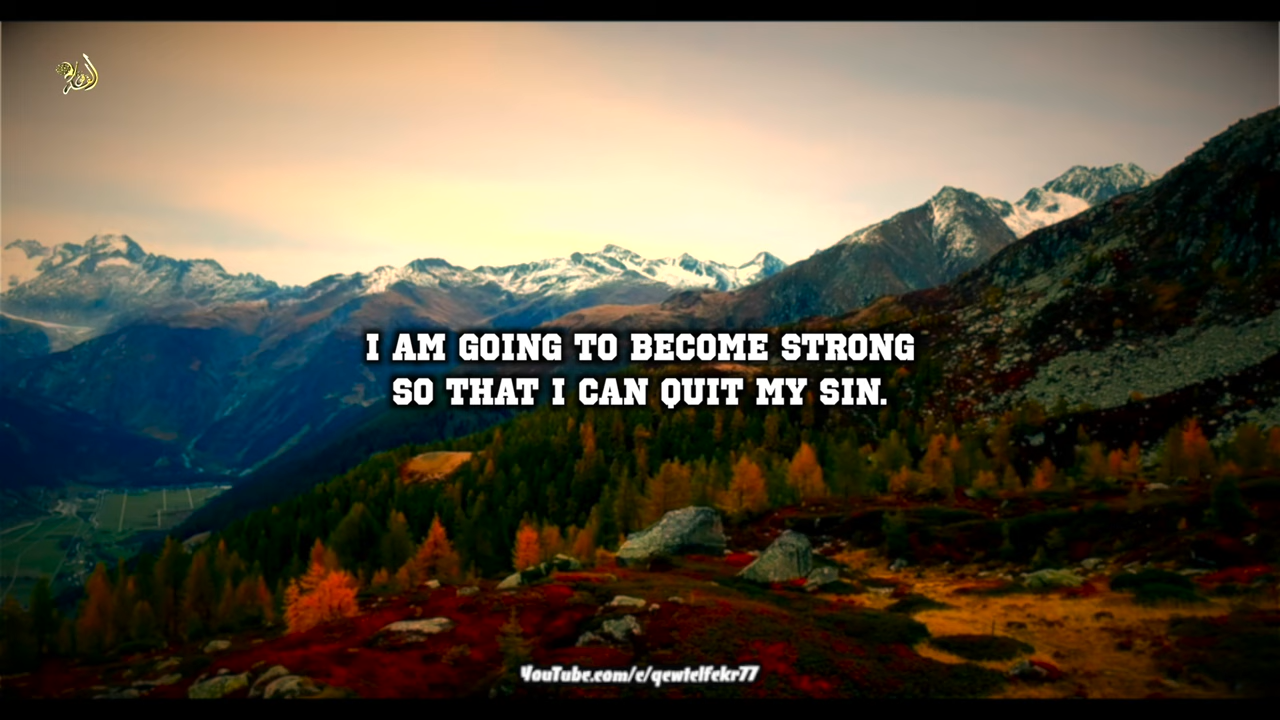 I AM GOING TO BECOME STRONG
SO THAT I CAN QUIT MY SIN.
YouTube.com/c/qewtelfekr77